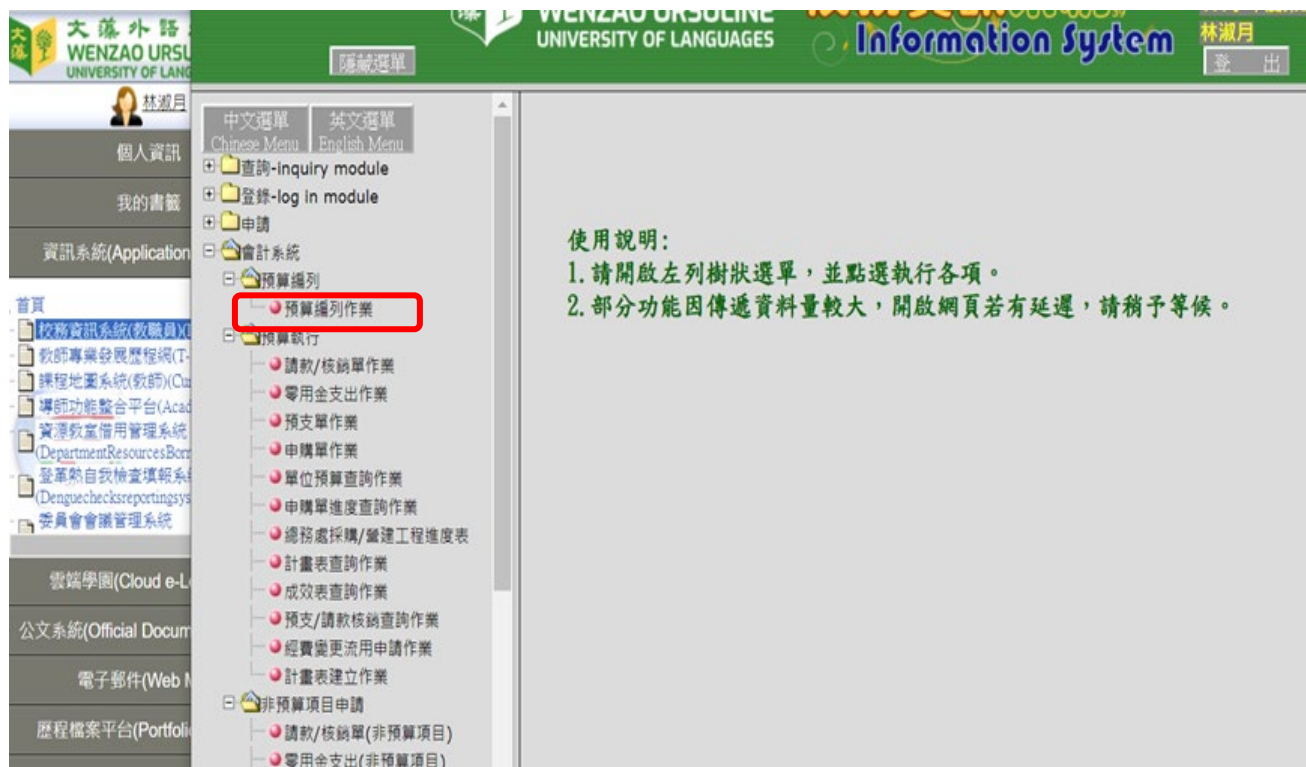 文藻外語
WENZAO URSU
UNIVERSITY OF LANG
隱藏選單
WENZAO URSULINE
UNIVERSITY OF LANGUAGES
Information System
林淑月
登 出
林淑月
個人資訊
我的書籤
資訊系統(Application
首頁
校務資訊系統(教職員)(I
教師專業發展歷程網(T-
課程地圖系統(教師)(Cur
導師功能整合平台(Acad
資源教室借用管理系統
(DepartmentResourcesBorr
登革熱自我檢查填報系統
(Denguechecksreportingsys
委員會會議管理系統
雲端學園(Cloud e-Le
公文系統(Official Docum
電子郵件(Web M
歷程檔案平台(Portfolio
中文選單
Chinese Menu
英文選單
English Menu
查詢-inquiry module
登錄-log in module
申請
會計系統
預算編列
預算編列作業
預算執行
請款/核銷單作業
零用金支出作業
預支單作業
申購單作業
單位預算查詢作業
申購單進度查詢作業
總務處採購/營建工程進度表
計畫表查詢作業
成效表查詢作業
預支/請款核銷查詢作業
經費變更流用申請作業
計畫表建立作業
非預算項目申請
請款/核銷單(非預算項目)
零用金支出(非預算項目)
使用說明:
1.請開啟左列樹狀選單，並點選執行各項。
2.部分功能因傳遞資料量較大，開啟網頁若有延遲，請稍予等候。